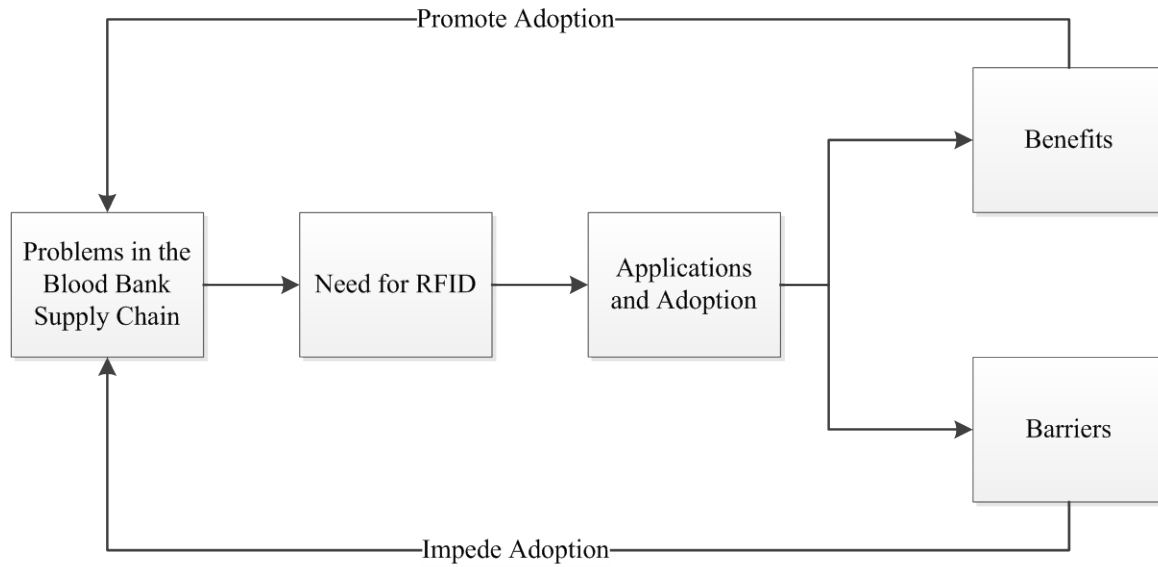 Promote Adoption
Benefits
Problems in the
Blood Bank
Supply Chain
Need for RFID
Applications
and Adoption
Barriers
Impede Adoption